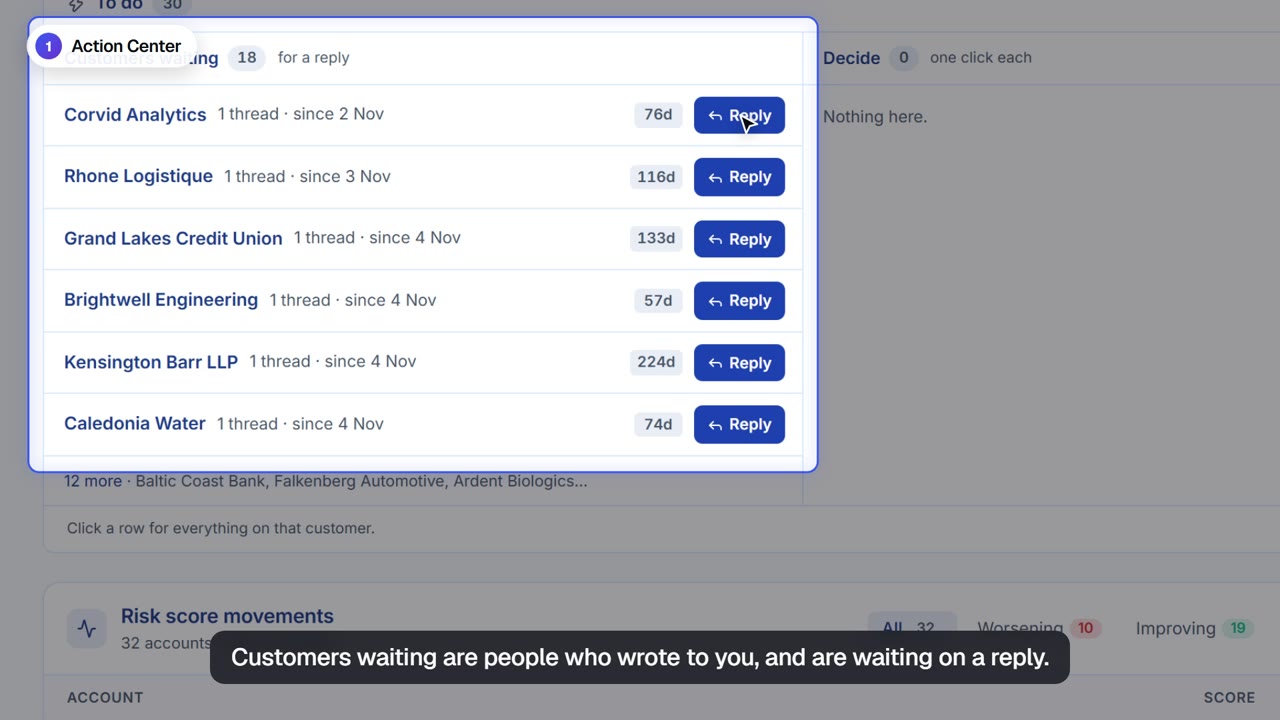 To do 30
1 Action Center
Customers waiting 18 for a reply
Decide 0 one click each
Corvid Analytics 1 thread · since 2 Nov 76d Reply
Nothing here.
Rhone Logistique 1 thread · since 3 Nov 116d Reply
Grand Lakes Credit Union 1 thread · since 4 Nov 133d Reply
Brightwell Engineering 1 thread · since 4 Nov 57d Reply
Kensington Barr LLP 1 thread · since 4 Nov 224d Reply
Caledonia Water 1 thread · since 4 Nov 74d Reply
12 more · Baltic Coast Bank, Falkenberg Automotive, Ardent Biologics...
Click a row for everything on that customer.
Risk score movements
All 32 Worsening 10 Improving 19
32 accounts
Customers waiting are people who wrote to you, and are waiting on a reply.
ACCOUNT SCORE